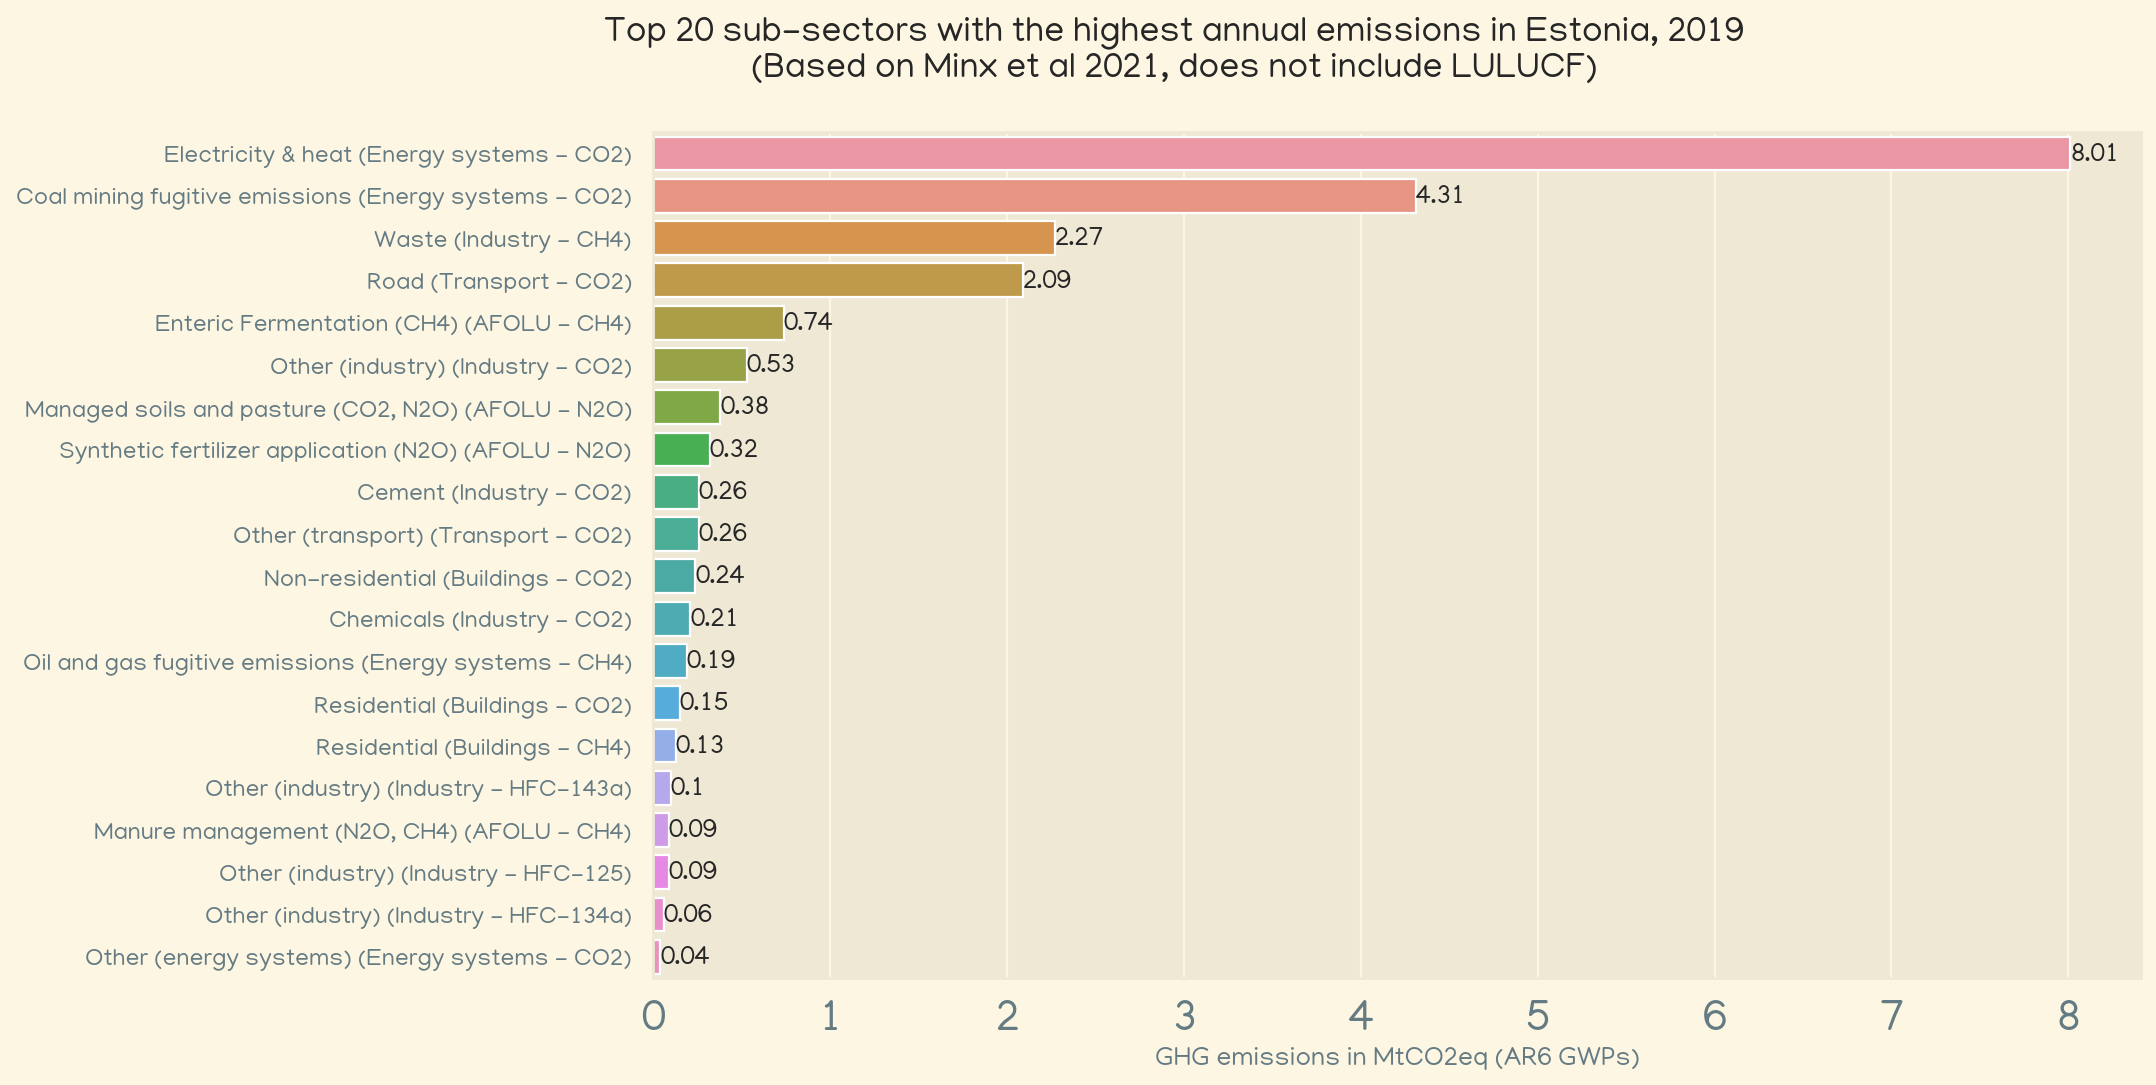 Top 20 sub-sectors with the highest annual emissions in Estonia, 2019
(Based on Minx et al 2021, does not include LULUCF)
Electricity & heat (Energy systems - CO2) 8.01
Coal mining fugitive emissions (Energy systems - CO2) 4.31
Waste (Industry - CH4) 2.27
Road (Transport - CO2) 2.09
Enteric Fermentation (CH4) (AFOLU - CH4) 0.74
Other (industry) (Industry - CO2) 0.53
Managed soils and pasture (CO2, N2O) (AFOLU - N2O) 0.38
Synthetic fertilizer application (N2O) (AFOLU - N2O) 0.32
Cement (Industry - CO2) 0.26
Other (transport) (Transport - CO2) 0.26
Non-residential (Buildings - CO2) 0.24
Chemicals (Industry - CO2) 0.21
Oil and gas fugitive emissions (Energy systems - CH4) 0.19
Residential (Buildings - CO2) 0.15
Residential (Buildings - CH4) 0.13
Other (industry) (Industry - HFC-143a) 0.1
Manure management (N2O, CH4) (AFOLU - CH4) 0.09
Other (industry) (Industry - HFC-125) 0.09
Other (industry) (Industry - HFC-134a) 0.06
Other (energy systems) (Energy systems - CO2) 0.04
0 1 2 3 4 5 6 7 8
GHG emissions in MtCO2eq (AR6 GWPs)